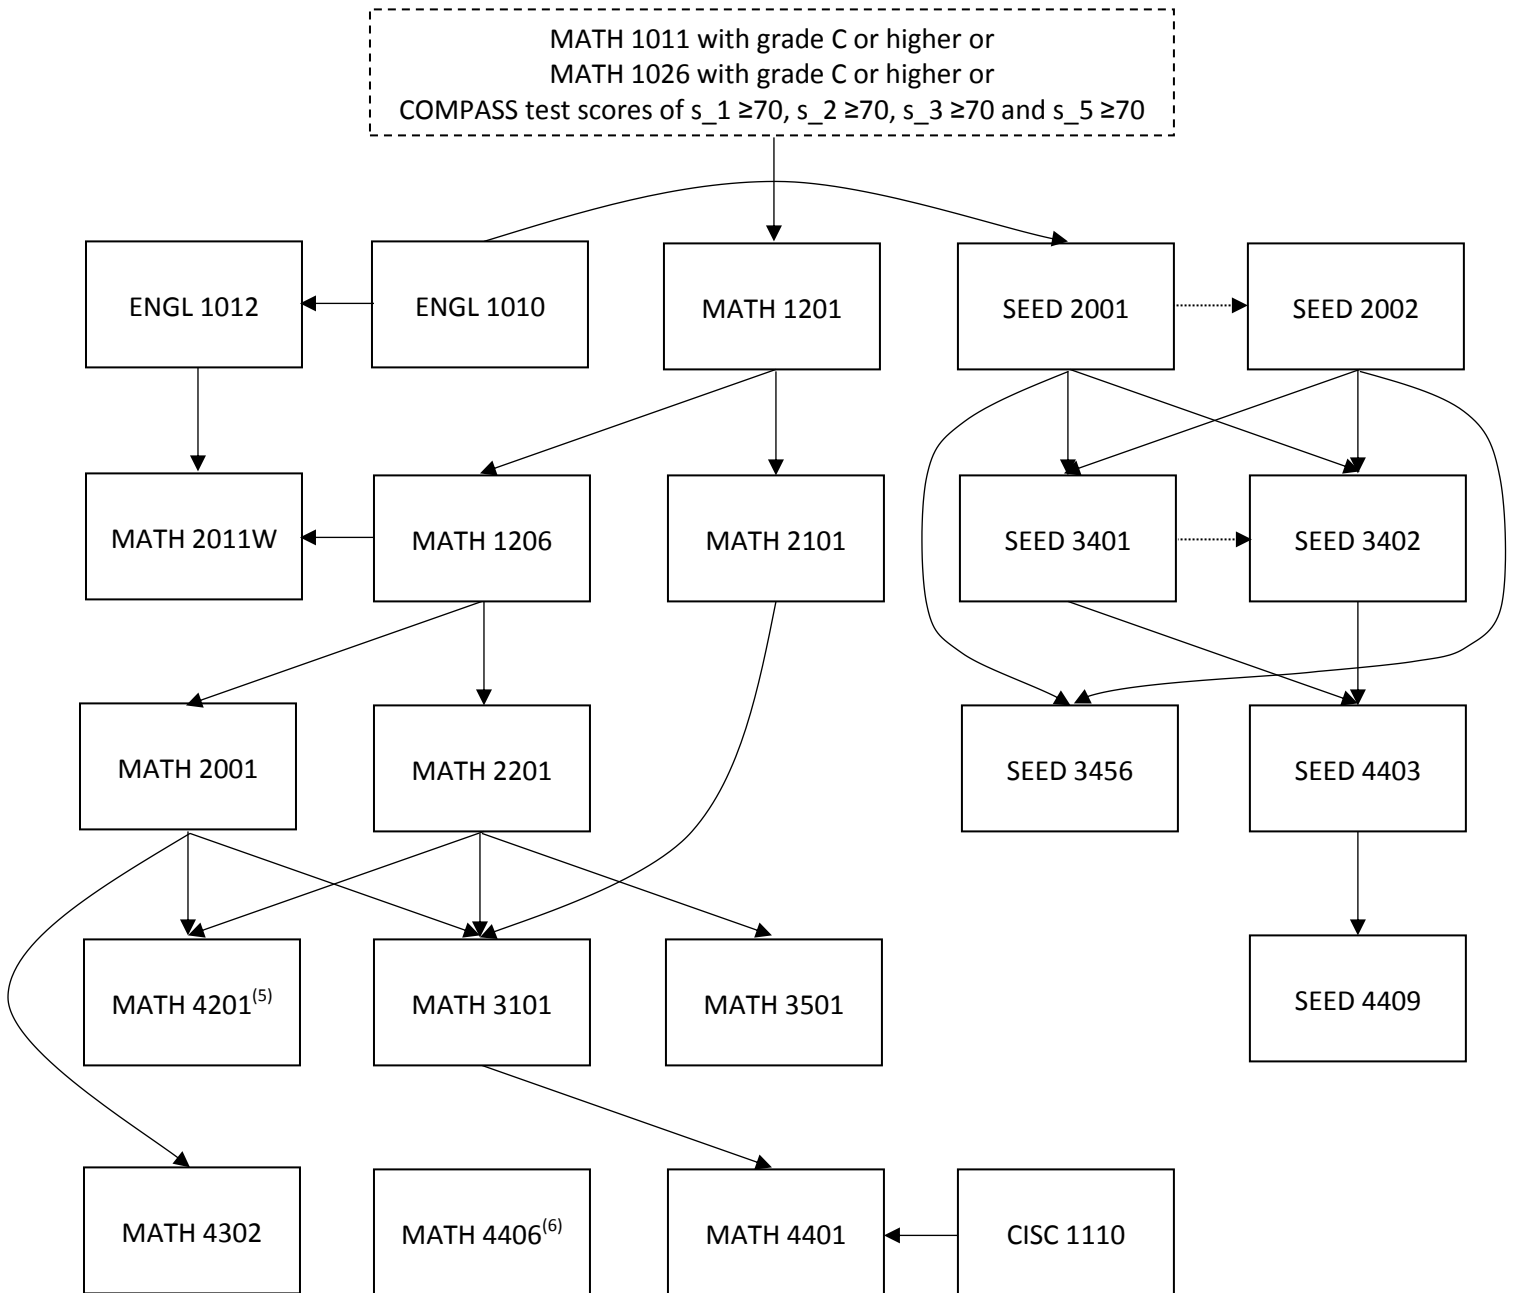 MATH 1011 with grade C or higher or
MATH 1026 with grade C or higher or
COMPASS test scores of s_1 ≥70, s_2 ≥70, s_3 ≥70 and s_5 ≥70
ENGL 1012
ENGL 1010
MATH 1201
SEED 2001
SEED 2002
MATH 2011W
MATH 1206
MATH 2101
SEED 3401
SEED 3402
MATH 2001
MATH 2201
SEED 3456
SEED 4403
MATH 4201(5)
MATH 3101
MATH 3501
SEED 4409
MATH 4302
MATH 4406(6)
MATH 4401
CISC 1110